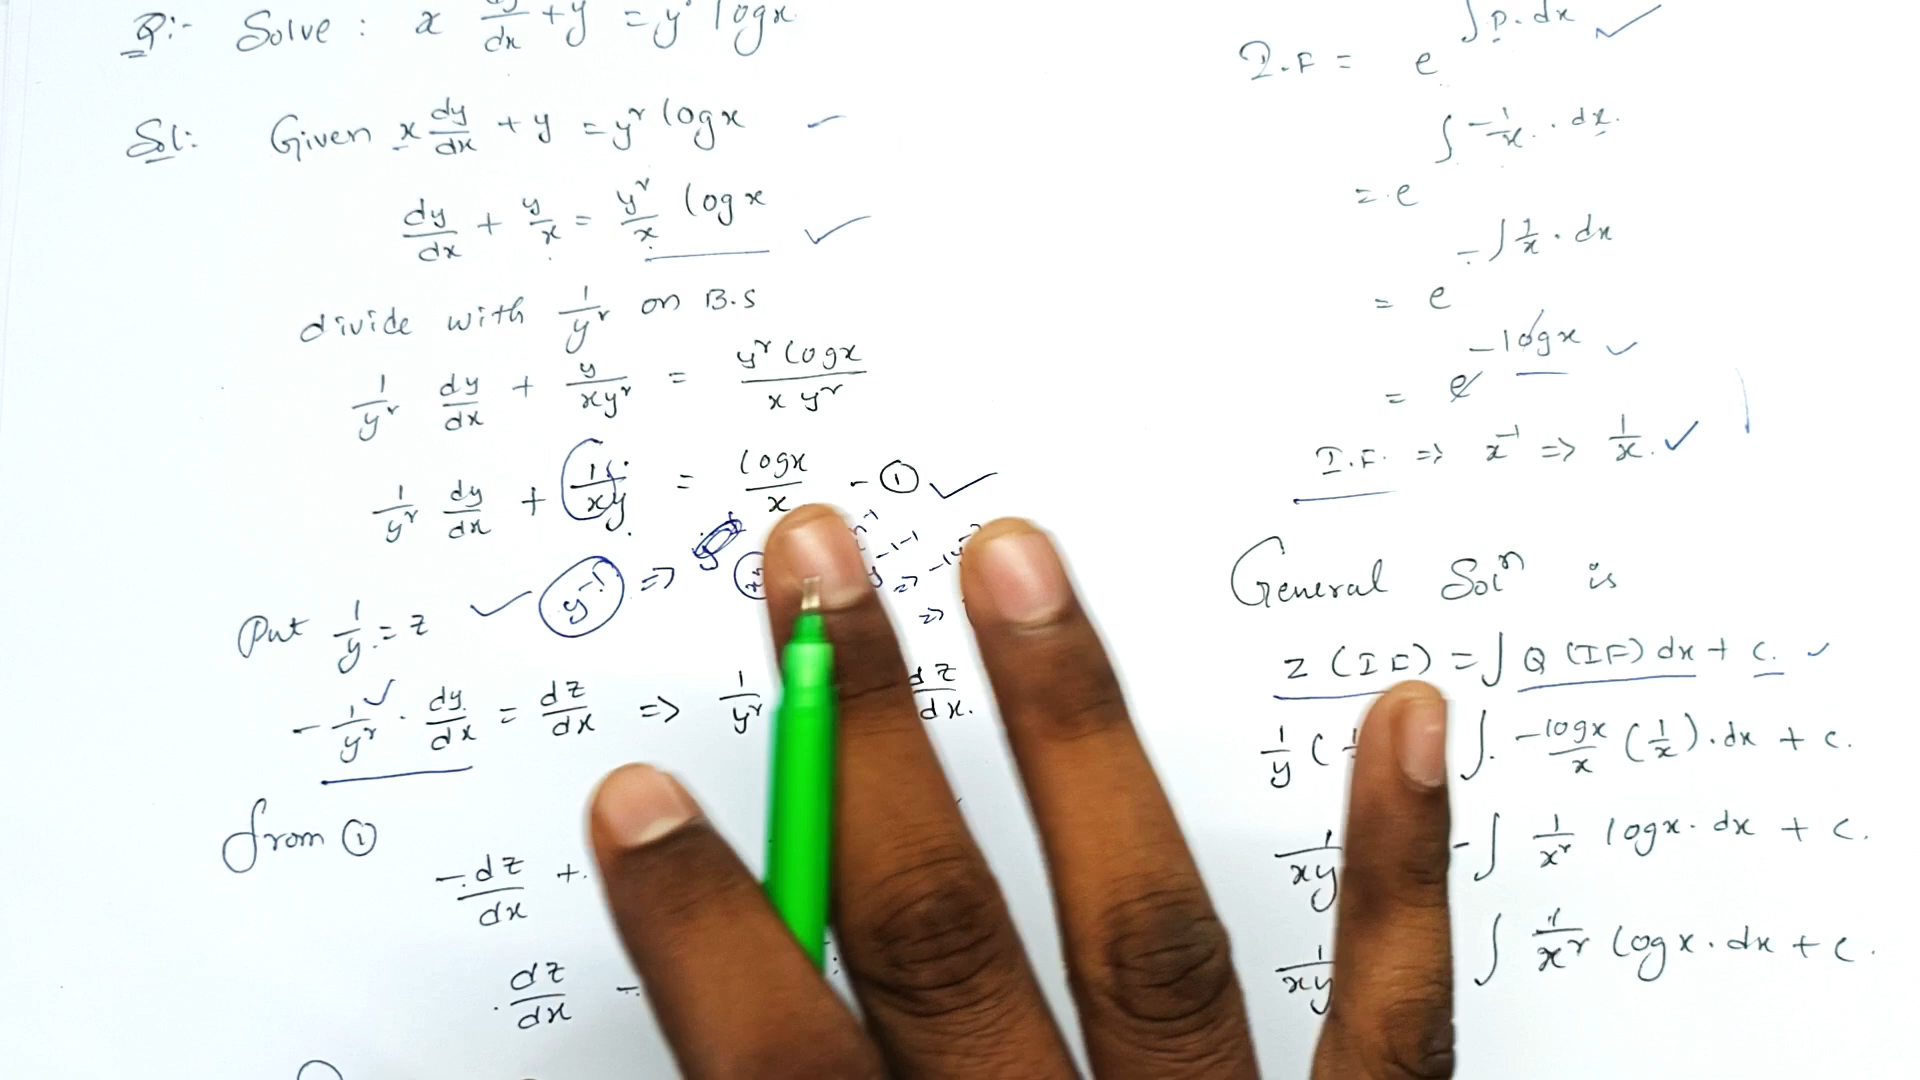 Q:- Solve : x dy/dx + y = y² log x
Sol: Given x dy/dx + y = y² log x
dy/dx + y/x = y²/x log x
divide with 1/y² on B.S
1/y² dy/dx + y/xy² = y² log x / x y²
1/y² dy/dx + 1/xy = log x / x - ①
Put 1/y = z y⁻¹ =>
- 1/y² · dy/dx = dz/dx => 1/y² dz/dx.
from ①
- dz/dx +
dz/dx -
I.F = e^∫p·dx
= e^∫-1/x · dx.
= e^-∫1/x · dx
= e^-log x
I.F. => x⁻¹ => 1/x.
General Solⁿ is
z (IF) = ∫ Q (IF) dx + c.
1/y ( ∫ -log x/x (1/x) · dx + c.
1/xy - ∫ 1/x² log x · dx + c.
1/xy ∫ 1/x² log x · dx + c.